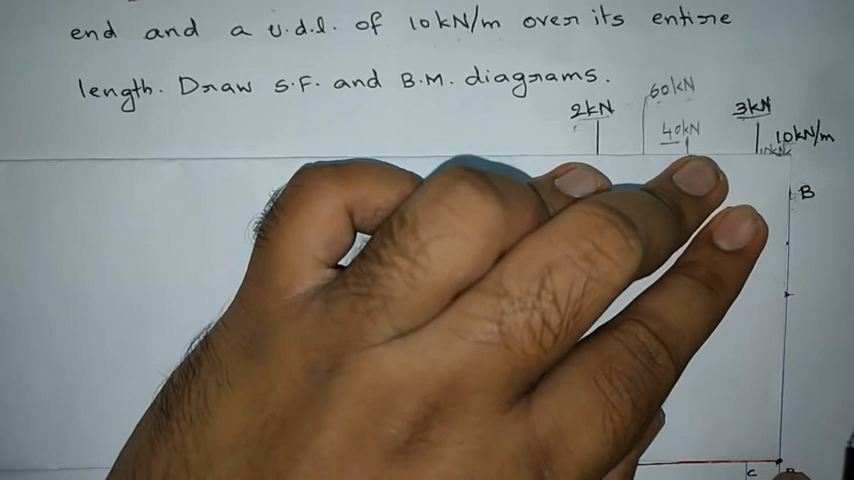 end and a u.d.l. of 10kN/m over its entire
length. Draw S.F. and B.M. diagrams.
60kN
2kN 3kN
40kN 10kN/m
B
C